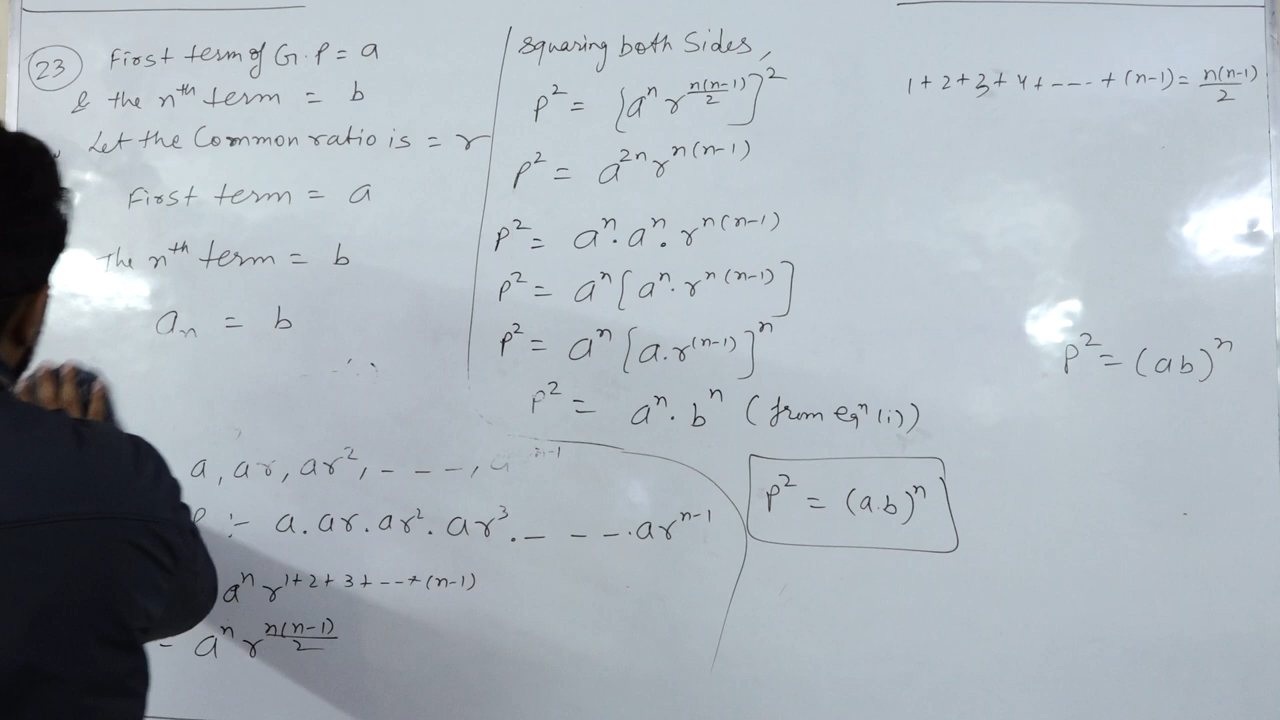 (23) First term of G.P = a
& the nᵗʰ term = b
Let the Common ratio is = r
First term = a
The nᵗʰ term = b
aₙ = b
a, ar, ar², - - - -, a n-1
P :- a.ar.ar².ar³. - - - .arⁿ⁻¹
aⁿ r^(1+2+3+---+(n-1))
= aⁿ r^(n(n-1)/2)
Squaring both Sides,
P² = [aⁿ r^(n(n-1)/2)]²
P² = a²ⁿ r^(n(n-1))
P² = aⁿ. aⁿ. r^(n(n-1))
P² = aⁿ [aⁿ. r^(n(n-1))]
P² = aⁿ [a.r^(n-1)]ⁿ
P² = aⁿ. bⁿ (from eqⁿ (i))
P² = (a.b)ⁿ
1+2+3+4+----+(n-1) = n(n-1)/2
P² = (ab)ⁿ